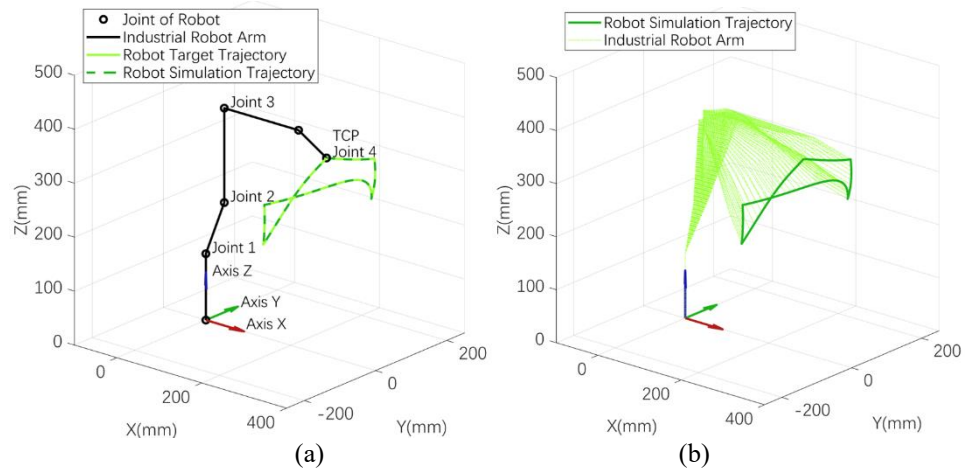 Joint of Robot
Industrial Robot Arm
Robot Target Trajectory
Robot Simulation Trajectory
500
400
300
200
100
0
Z(mm)
Joint 3
TCP
Joint 4
Joint 2
Joint 1
Axis Z
Axis Y
Axis X
0
200
400
X(mm)
-200
0
200
Y(mm)
(a)
Robot Simulation Trajectory
Industrial Robot Arm
500
400
300
200
100
0
Z(mm)
0
200
400
X(mm)
-200
0
200
Y(mm)
(b)